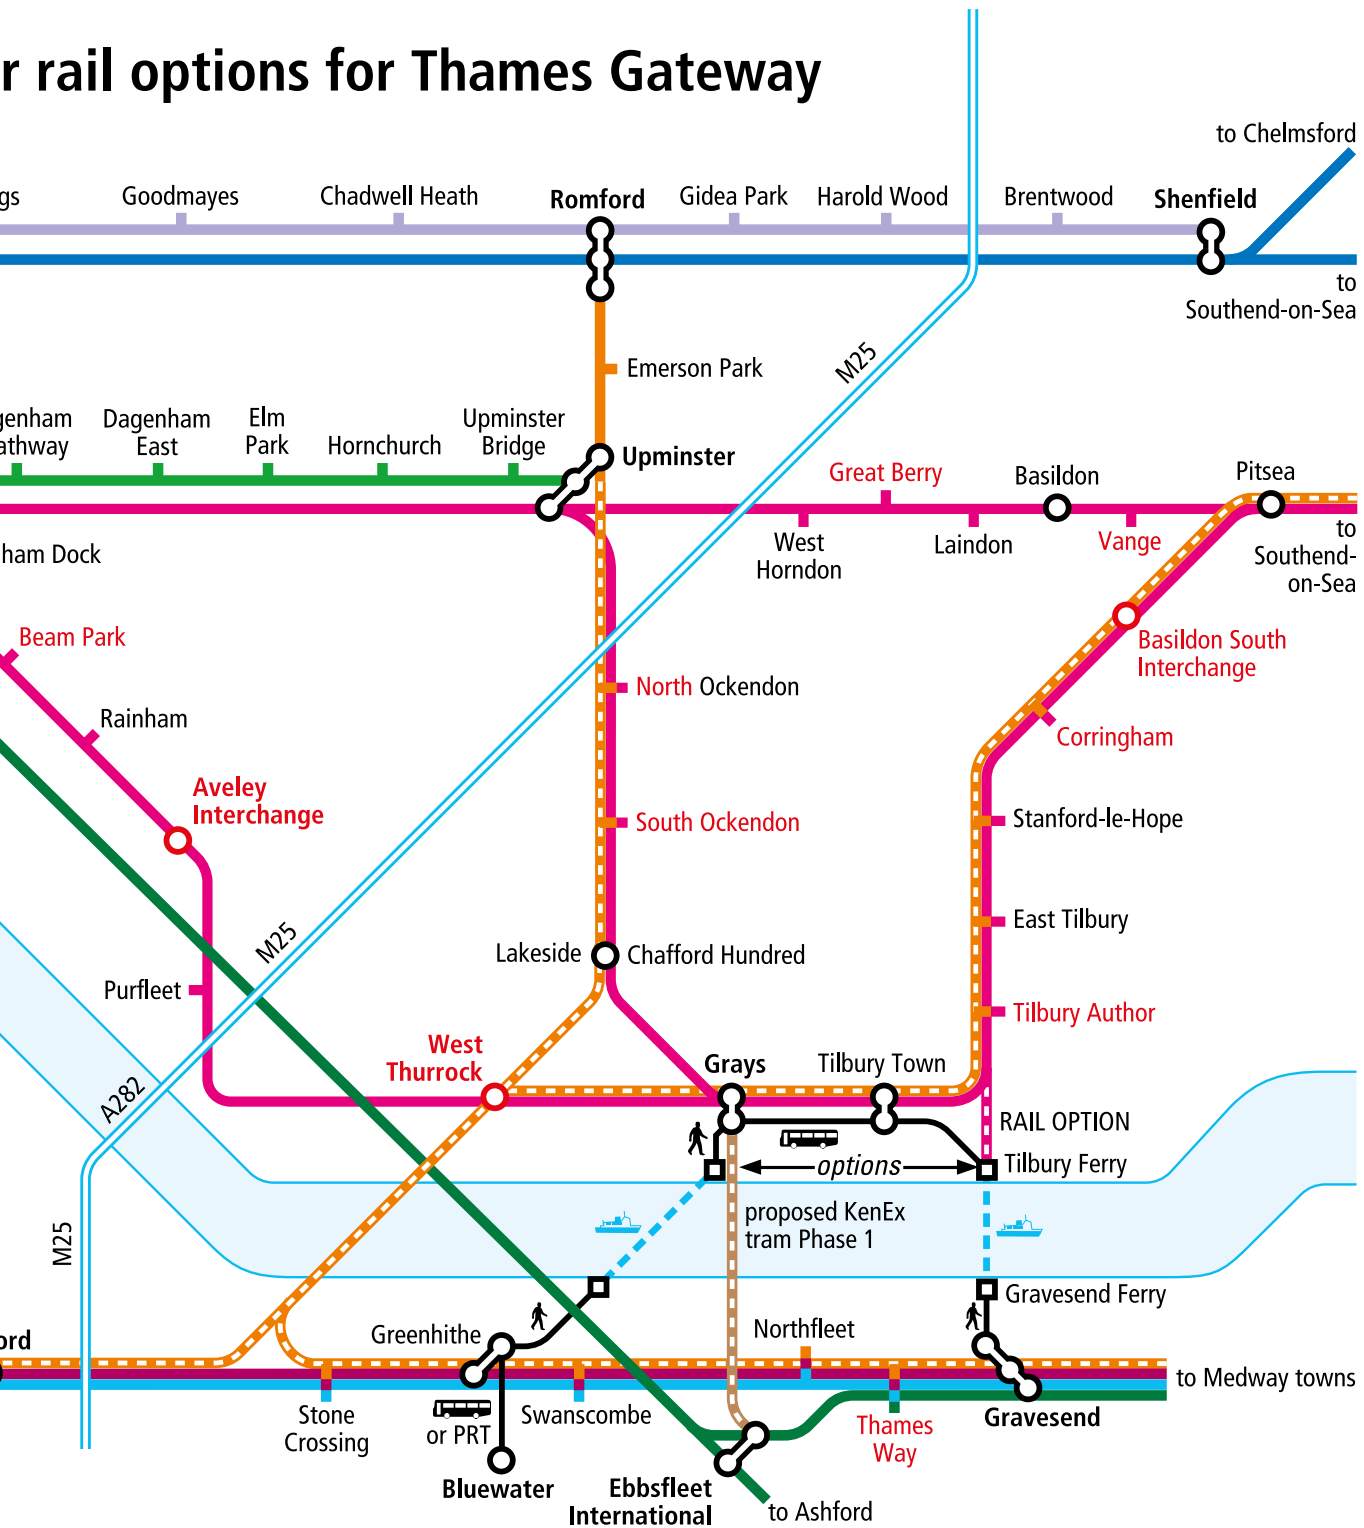 r rail options for Thames Gateway
to Chelmsford
gs
Goodmayes
Chadwell Heath
Romford
Gidea Park
Harold Wood
Brentwood
Shenfield
to
Southend-on-Sea
M25
Emerson Park
genham
athway
Dagenham
East
Elm
Park
Hornchurch
Upminster
Bridge
Upminster
Great Berry
Basildon
Pitsea
West
Horndon
Laindon
Vange
to
Southend-
on-Sea
ham Dock
Beam Park
Basildon South
Interchange
North Ockendon
Rainham
Corringham
Aveley
Interchange
South Ockendon
Stanford-le-Hope
East Tilbury
M25
Lakeside
Chafford Hundred
Purfleet
Tilbury Author
West
Thurrock
Grays
Tilbury Town
A282
RAIL OPTION
options
Tilbury Ferry
proposed KenEx
tram Phase 1
M25
Gravesend Ferry
ord
Greenhithe
Northfleet
to Medway towns
Stone
Crossing
or PRT
Swanscombe
Thames
Way
Gravesend
Bluewater
Ebbsfleet
International
to Ashford